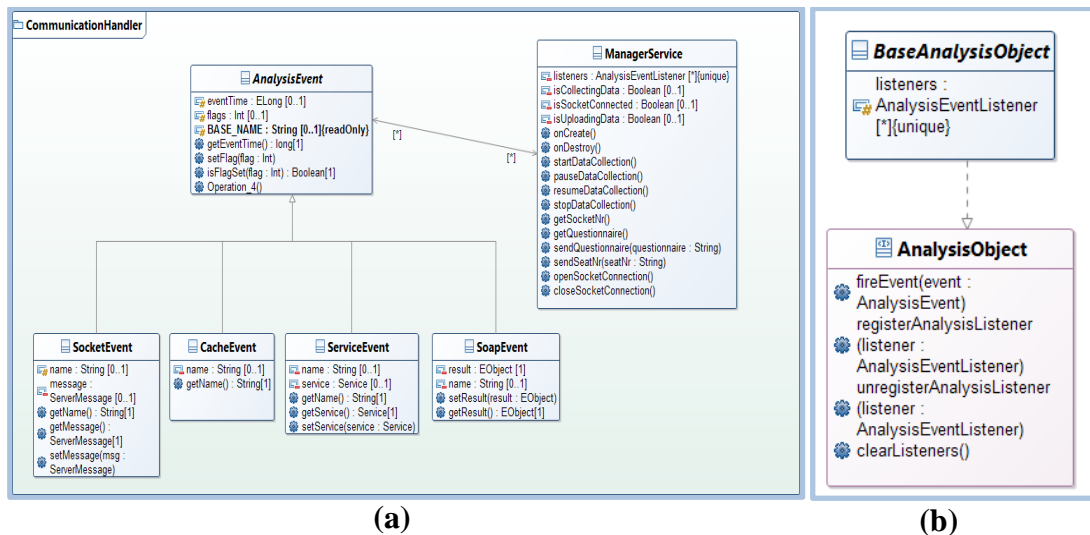 CommunicationHandler
AnalysisEvent
eventTime : ELong [0..1]
flags : Int [0..1]
BASE_NAME : String [0..1]{readOnly}
getEventTime() : long[1]
setFlag(flag : Int)
isFlagSet(flag : Int) : Boolean[1]
Operation_4()
[*]
[*]
ManagerService
listeners : AnalysisEventListener [*]{unique}
isCollectingData : Boolean [0..1]
isSocketConnected : Boolean [0..1]
isUploadingData : Boolean [0..1]
onCreate()
onDestroy()
startDataCollection()
pauseDataCollection()
resumeDataCollection()
stopDataCollection()
getSocketNr()
getQuestionnaire()
sendQuestionnaire(questionnaire : String)
sendSeatNr(seatNr : String)
openSocketConnection()
closeSocketConnection()
SocketEvent
name : String [0..1]
message :
ServerMessage [0..1]
getName() : String[1]
getMessage() :
ServerMessage[1]
setMessage(msg :
ServerMessage)
CacheEvent
name : String [0..1]
getName() : String[1]
ServiceEvent
name : String [0..1]
service : Service [0..1]
getName() : String[1]
getService() : Service[1]
setService(service : Service)
SoapEvent
result : EObject [1]
name : String [0..1]
setResult(result : EObject)
getResult() : EObject[1]
(a)
BaseAnalysisObject
listeners :
AnalysisEventListener
[*]{unique}
AnalysisObject
fireEvent(event :
AnalysisEvent)
registerAnalysisListener
(listener :
AnalysisEventListener)
unregisterAnalysisListener
(listener :
AnalysisEventListener)
clearListeners()
(b)